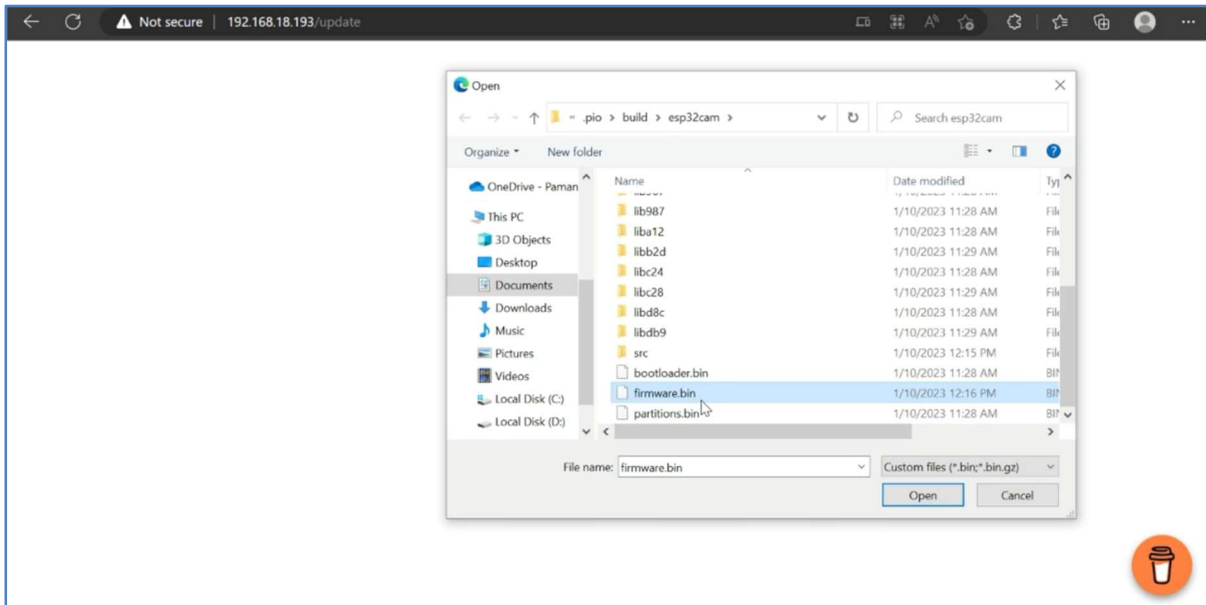 Not secure | 192.168.18.193/update
Open
.pio > build > esp32cam >
Search esp32cam
Organize
New folder
Name
Date modified
OneDrive - Paman
This PC
3D Objects
Desktop
Documents
Downloads
Music
Pictures
Videos
Local Disk (C:)
Local Disk (D:)
lib987 1/10/2023 11:28 AM
liba12 1/10/2023 11:28 AM
libb2d 1/10/2023 11:29 AM
libc24 1/10/2023 11:28 AM
libc28 1/10/2023 11:29 AM
libd8c 1/10/2023 11:28 AM
libdb9 1/10/2023 11:29 AM
src 1/10/2023 12:15 PM
bootloader.bin 1/10/2023 11:28 AM
firmware.bin 1/10/2023 12:16 PM
partitions.bin 1/10/2023 11:28 AM
File name: firmware.bin
Custom files (*.bin;*.bin.gz)
Open
Cancel